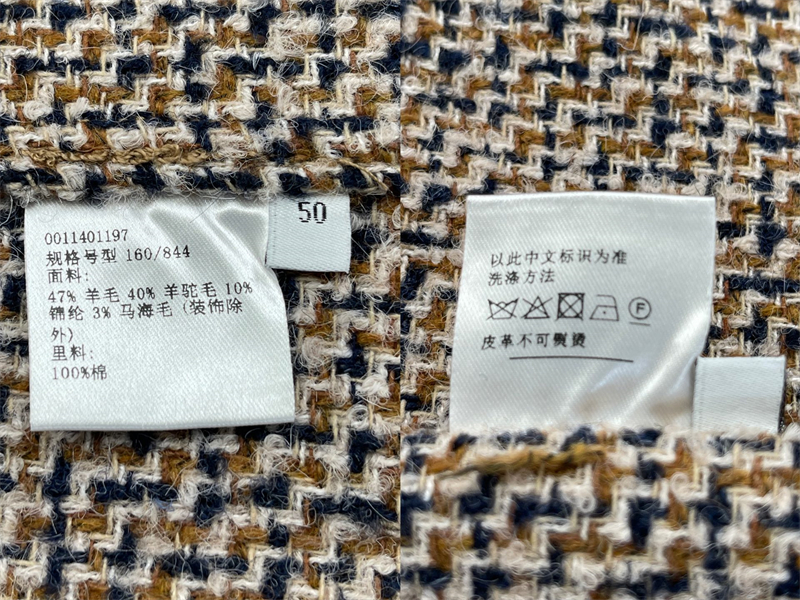 0011401197
规格号型 160/844
面料:
47% 羊毛 40% 羊驼毛 10%
锦纶 3% 马海毛 (装饰除
外)
里料:
100%棉
50
以此中文标识为准
洗涤方法
F
皮革不可熨烫